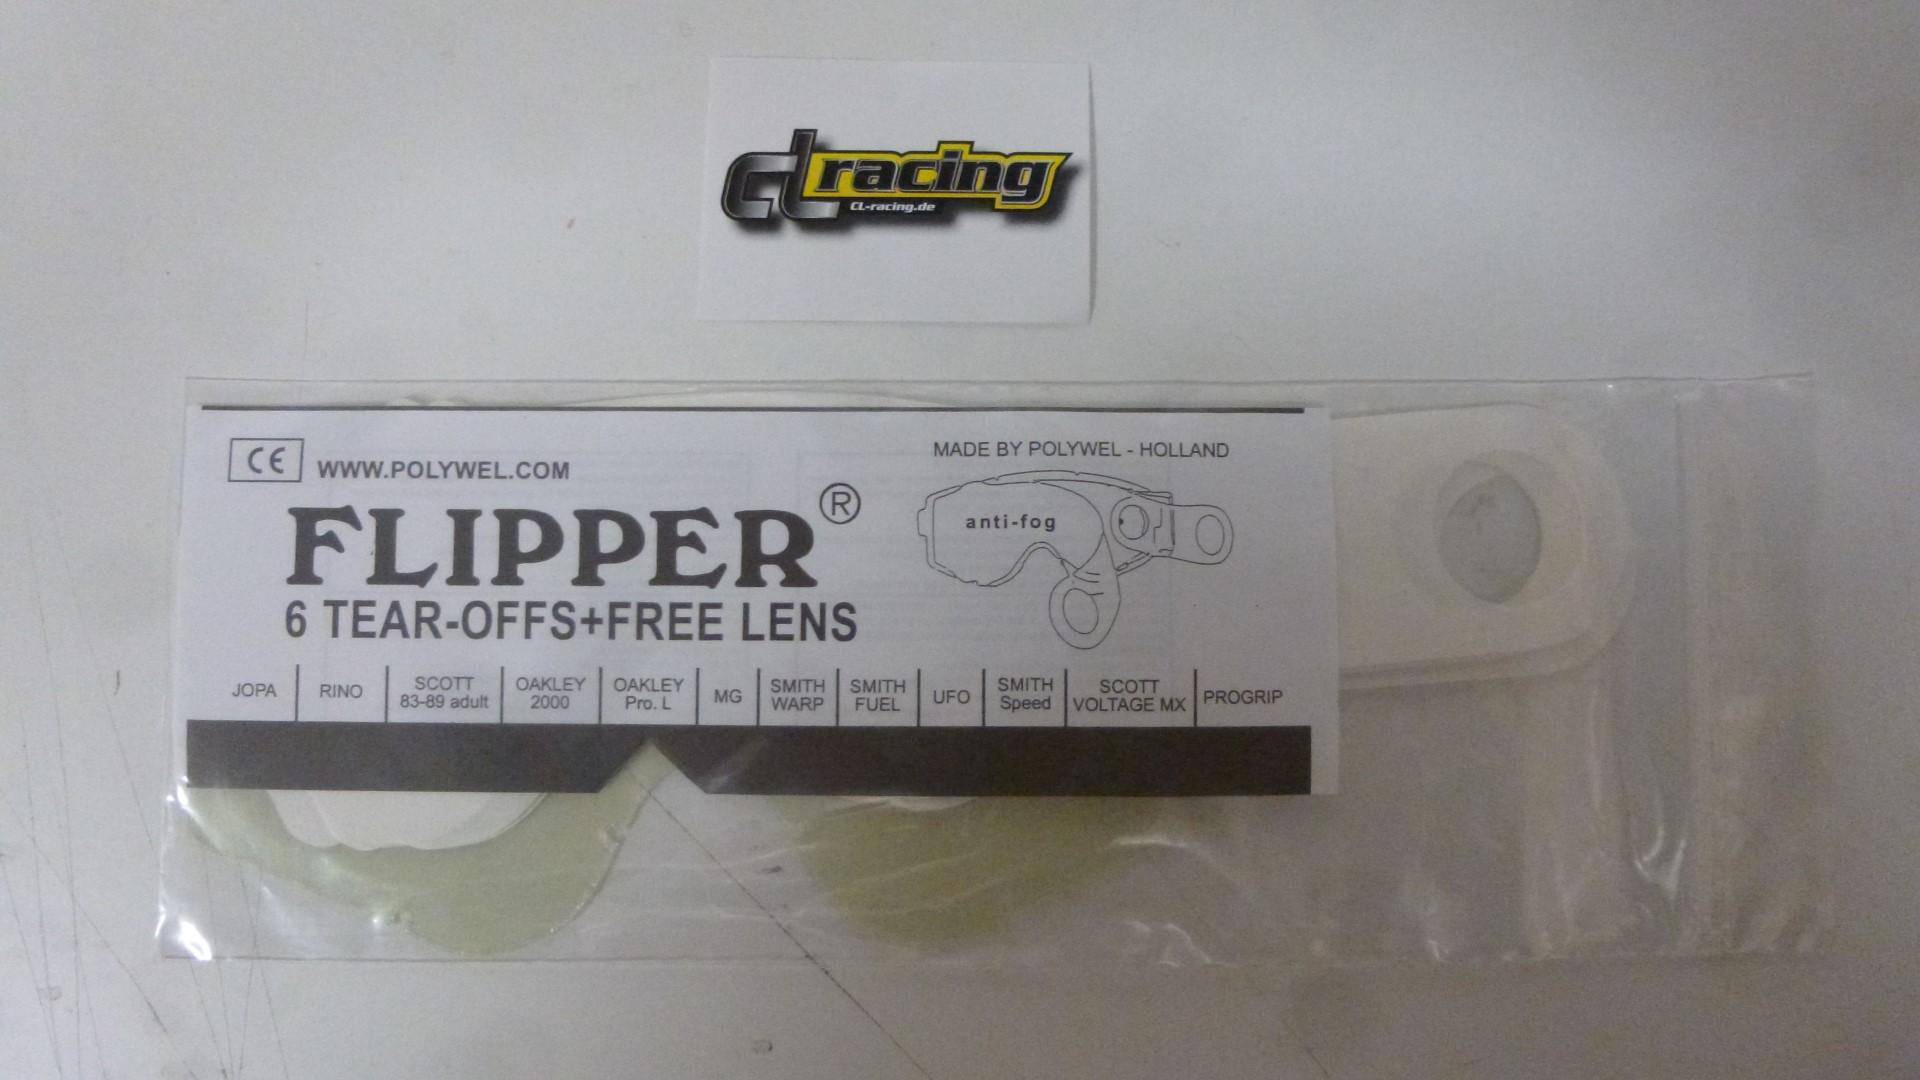 cl racing
CL-racing.de
CE WWW.POLYWEL.COM
MADE BY POLYWEL - HOLLAND
FLIPPER®
anti-fog
6 TEAR-OFFS+FREE LENS
JOPA
RINO
SCOTT
83-89 adult
OAKLEY
2000
OAKLEY
Pro. L
MG
SMITH
WARP
SMITH
FUEL
UFO
SMITH
Speed
SCOTT
VOLTAGE MX
PROGRIP